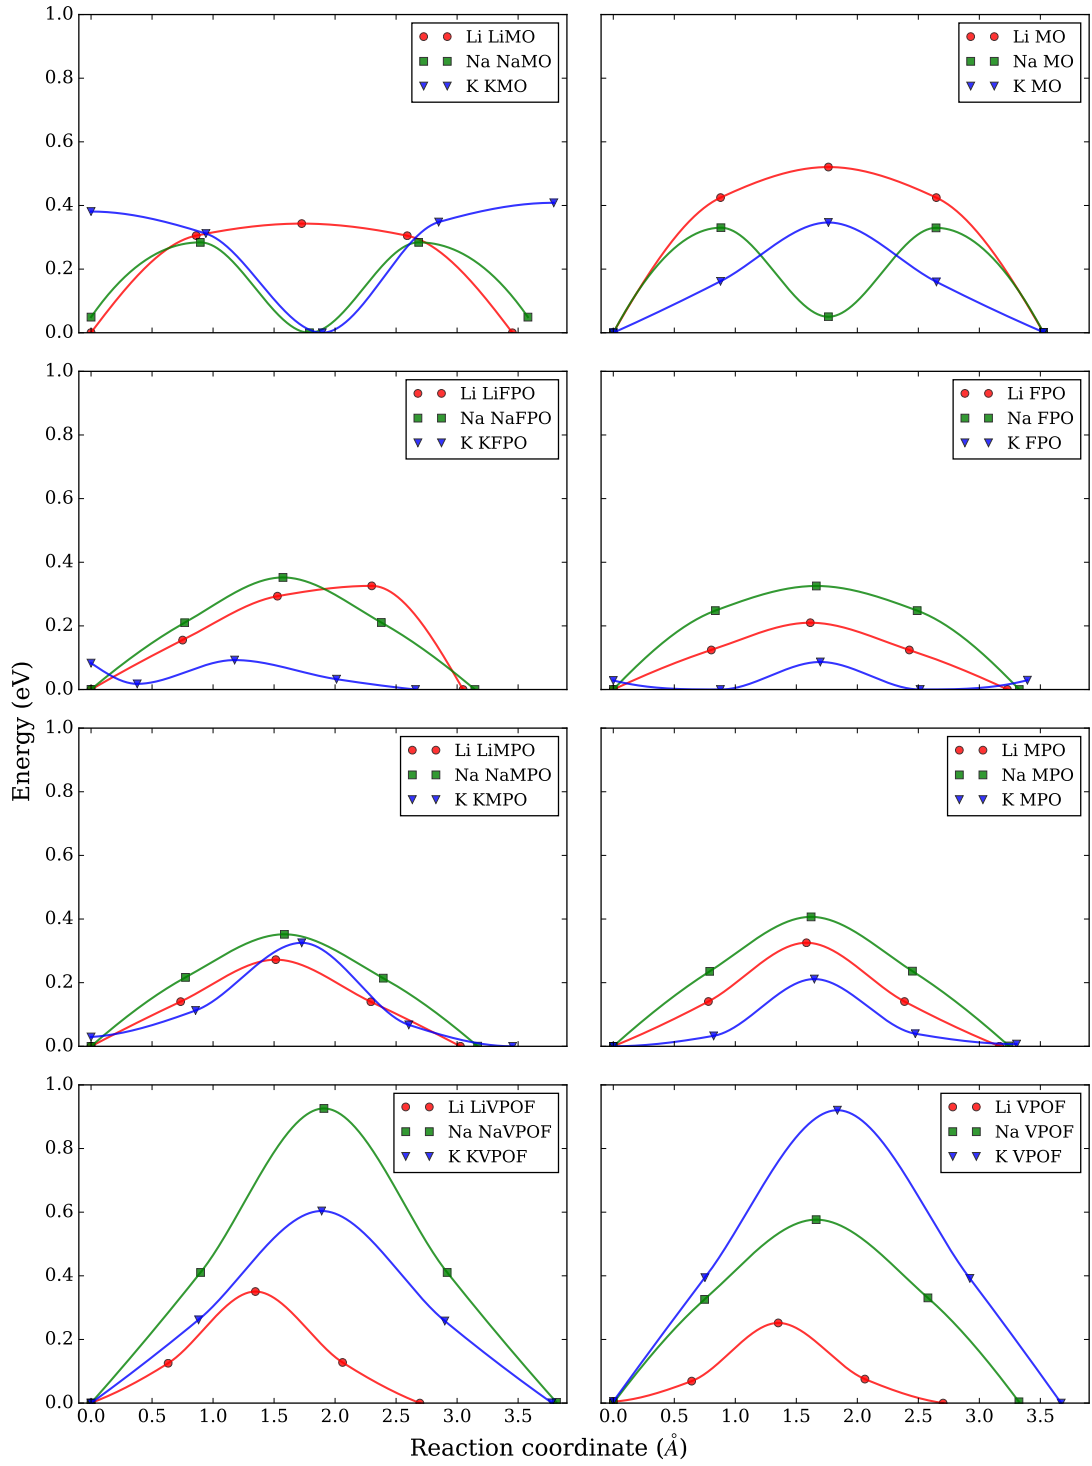 1.0
0.8
0.6
0.4
0.2
0.0
Li LiMO
Na NaMO
K KMO
Li MO
Na MO
K MO
1.0
0.8
0.6
0.4
0.2
0.0
Li LiFPO
Na NaFPO
K KFPO
Li FPO
Na FPO
K FPO
Energy (eV)
1.0
0.8
0.6
0.4
0.2
0.0
Li LiMPO
Na NaMPO
K KMPO
Li MPO
Na MPO
K MPO
1.0
0.8
0.6
0.4
0.2
0.0
Li LiVPOF
Na NaVPOF
K KVPOF
Li VPOF
Na VPOF
K VPOF
0.0 0.5 1.0 1.5 2.0 2.5 3.0 3.5
0.0 0.5 1.0 1.5 2.0 2.5 3.0 3.5
Reaction coordinate (Å)